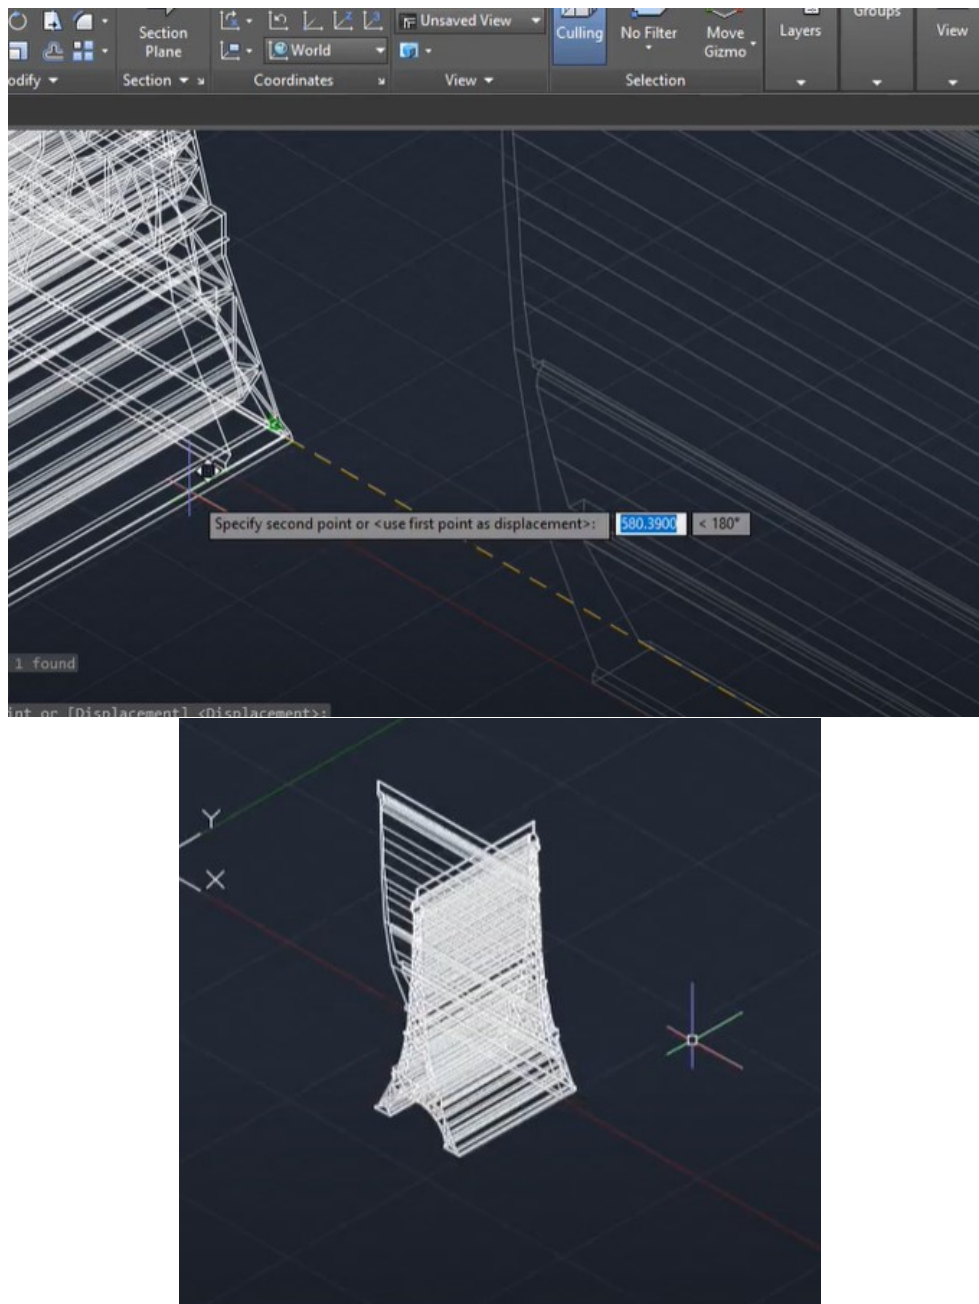 Section
Plane
Unsaved View
World
Culling
No Filter
Move
Gizmo
Layers
Groups
View
odify
Section
Coordinates
View
Selection
Specify second point or <use first point as displacement>: 580.3900 < 180°
1 found
int or [Displacement] <Displacement>:
Y
X